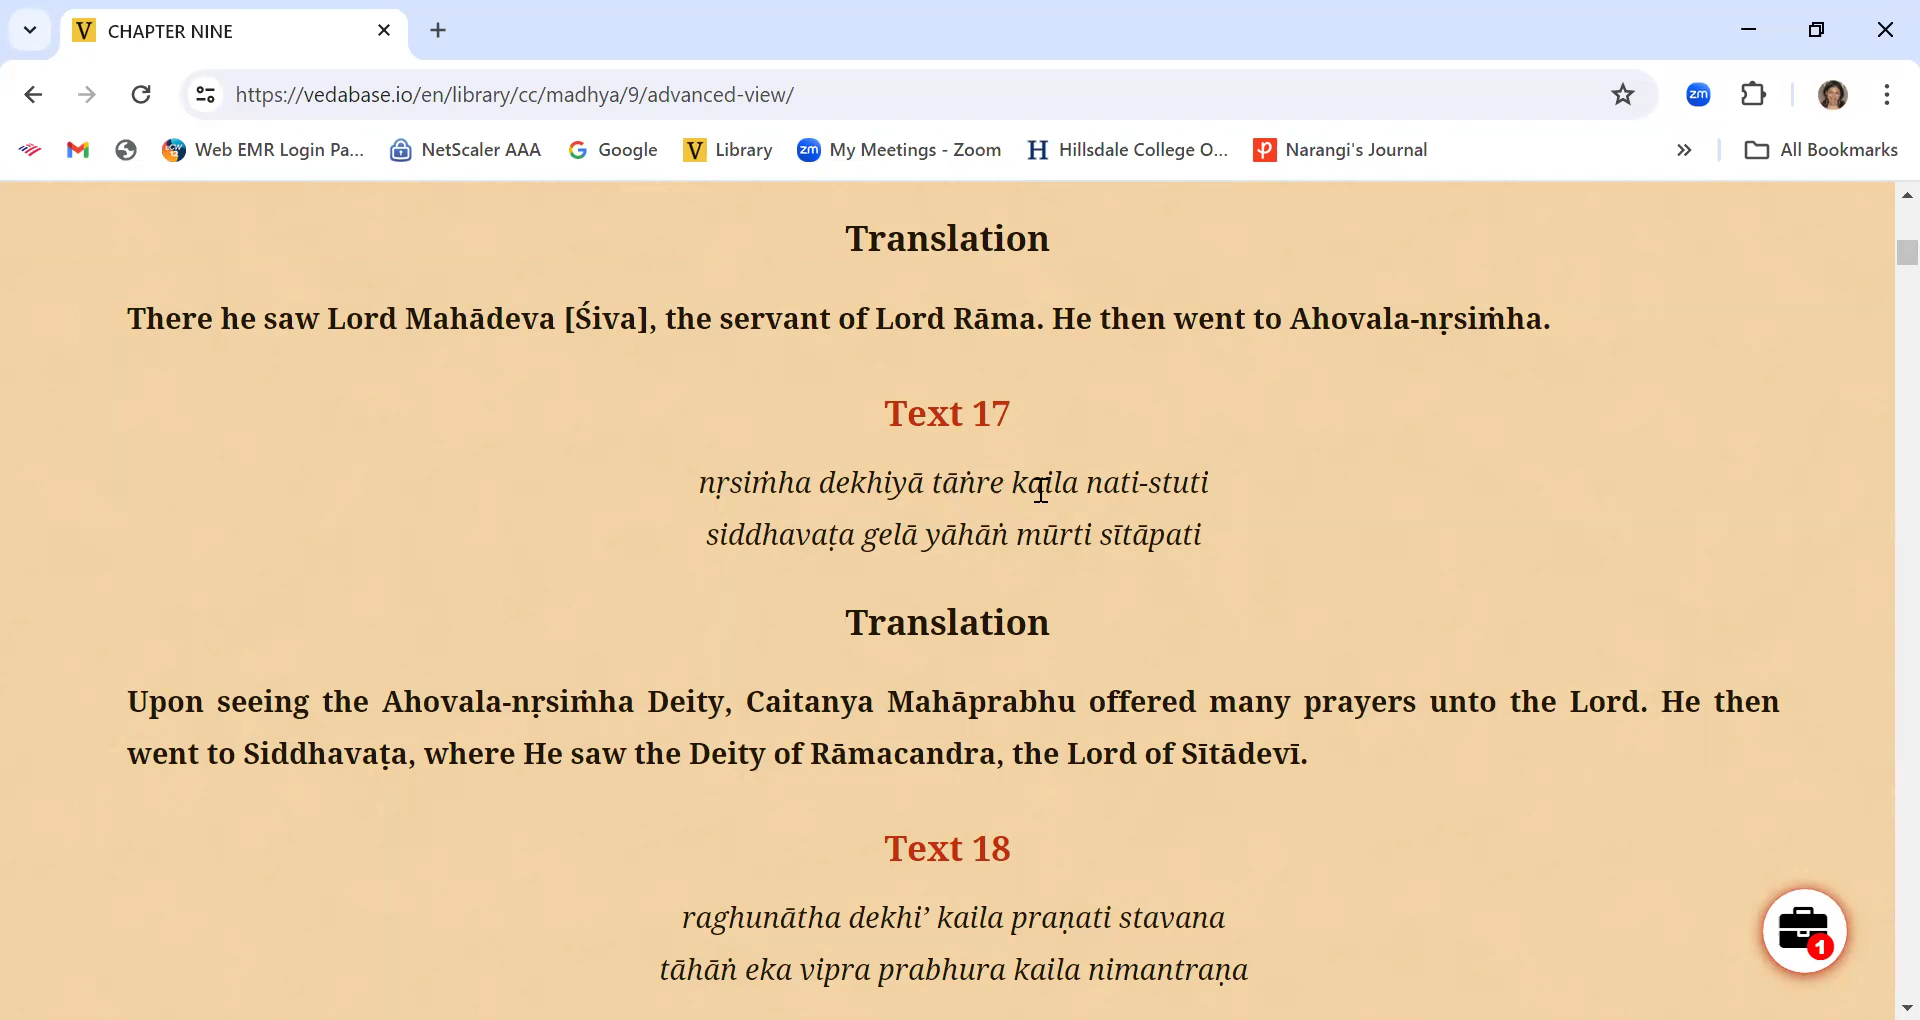 CHAPTER NINE
https://vedabase.io/en/library/cc/madhya/9/advanced-view/
zm
Web EMR Login Pa... NetScaler AAA Google Library My Meetings - Zoom Hillsdale College O... Narangi's Journal » All Bookmarks
Translation
There he saw Lord Mahādeva [Śiva], the servant of Lord Rāma. He then went to Ahovala-nṛsiṁha.
Text 17
nṛsiṁha dekhiyā tāṅre kaila nati-stuti
siddhavaṭa gelā yāhāṅ mūrti sītāpati
Translation
Upon seeing the Ahovala-nṛsiṁha Deity, Caitanya Mahāprabhu offered many prayers unto the Lord. He then
went to Siddhavaṭa, where He saw the Deity of Rāmacandra, the Lord of Sītādevī.
Text 18
raghunātha dekhi’ kaila praṇati stavana
tāhāṅ eka vipra prabhura kaila nimantraṇa
1